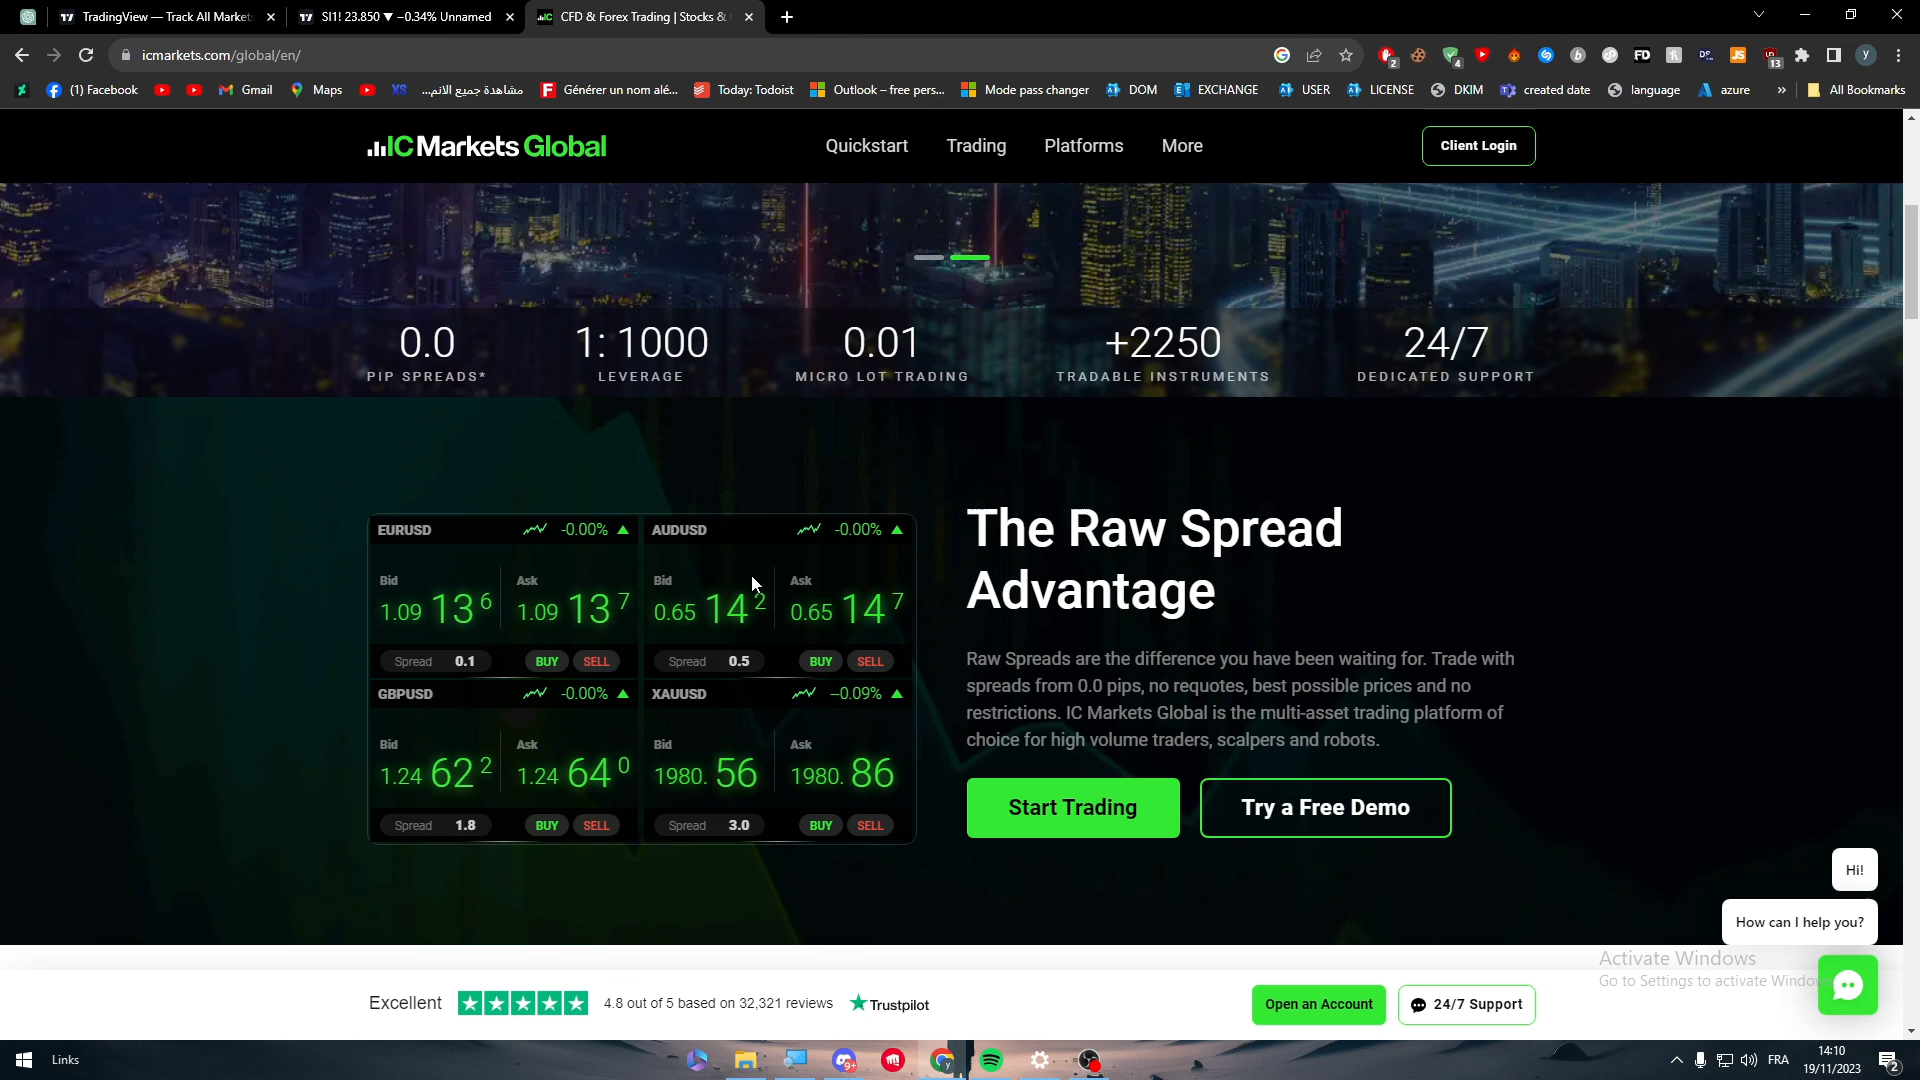 TradingView — Track All Markets
SI1! 23.850 ▼ −0.34% Unnamed
CFD & Forex Trading | Stocks &
icmarkets.com/global/en/
2
4
13
y
(1) Facebook
Gmail
Maps
XS
مشاهدة جميع الانم...
Générer un nom alé...
Today: Todoist
Outlook – free pers...
Mode pass changer
DOM
EXCHANGE
USER
LICENSE
DKIM
created date
language
azure
»
All Bookmarks
IC Markets Global
Quickstart
Trading
Platforms
More
Client Login
0.0
PIP SPREADS*
1: 1000
LEVERAGE
0.01
MICRO LOT TRADING
+2250
TRADABLE INSTRUMENTS
24/7
DEDICATED SUPPORT
EURUSD -0.00% ▲
Bid
1.09 13 6
Ask
1.09 13 7
Spread 0.1
BUY SELL
AUDUSD -0.00% ▲
Bid
0.65 14 2
Ask
0.65 14 7
Spread 0.5
BUY SELL
GBPUSD -0.00% ▲
Bid
1.24 62 2
Ask
1.24 64 0
Spread 1.8
BUY SELL
XAUUSD --0.09% ▲
Bid
1980. 56
Ask
1980. 86
Spread 3.0
BUY SELL
The Raw Spread
Advantage
Raw Spreads are the difference you have been waiting for. Trade with
spreads from 0.0 pips, no requotes, best possible prices and no
restrictions. IC Markets Global is the multi-asset trading platform of
choice for high volume traders, scalpers and robots.
Start Trading
Try a Free Demo
Hi!
How can I help you?
Activate Windows
Go to Settings to activate Windows
Excellent
4.8 out of 5 based on 32,321 reviews
Trustpilot
Open an Account
24/7 Support
Links
9+
FRA
14:10
19/11/2023
2